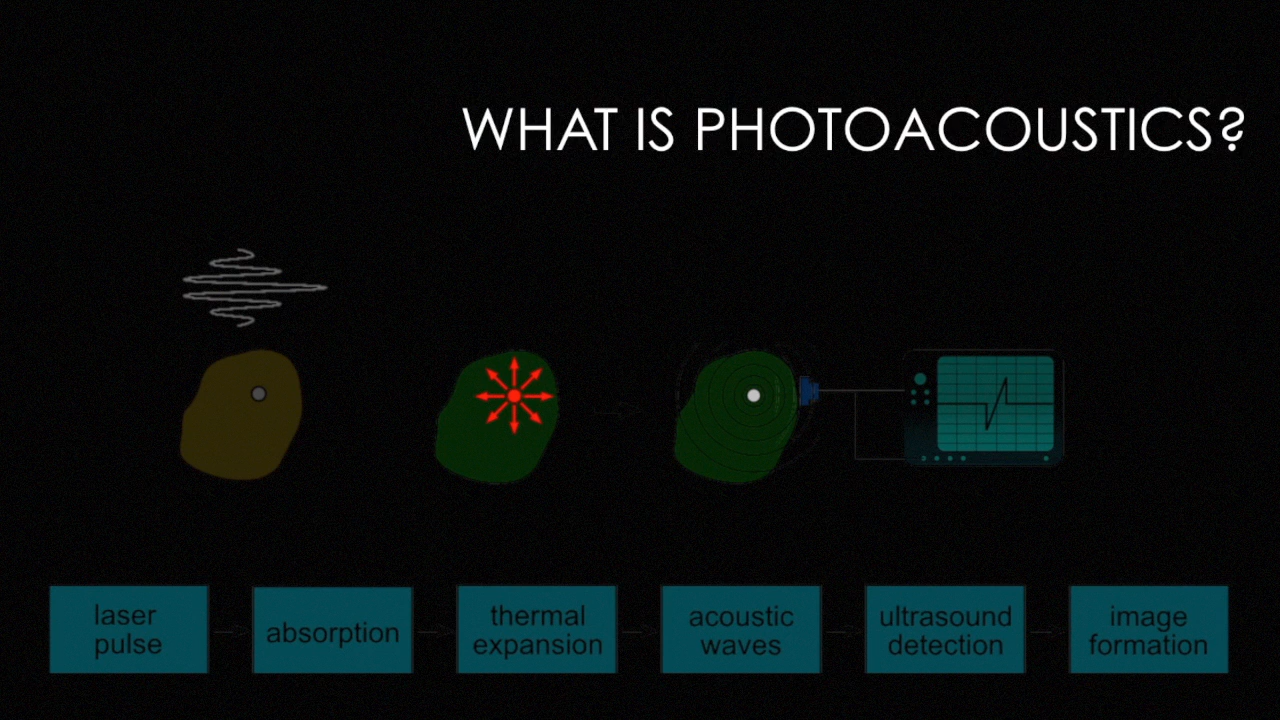 WHAT IS PHOTOACOUSTICS?
laser
pulse
absorption
thermal
expansion
acoustic
waves
ultrasound
detection
image
formation